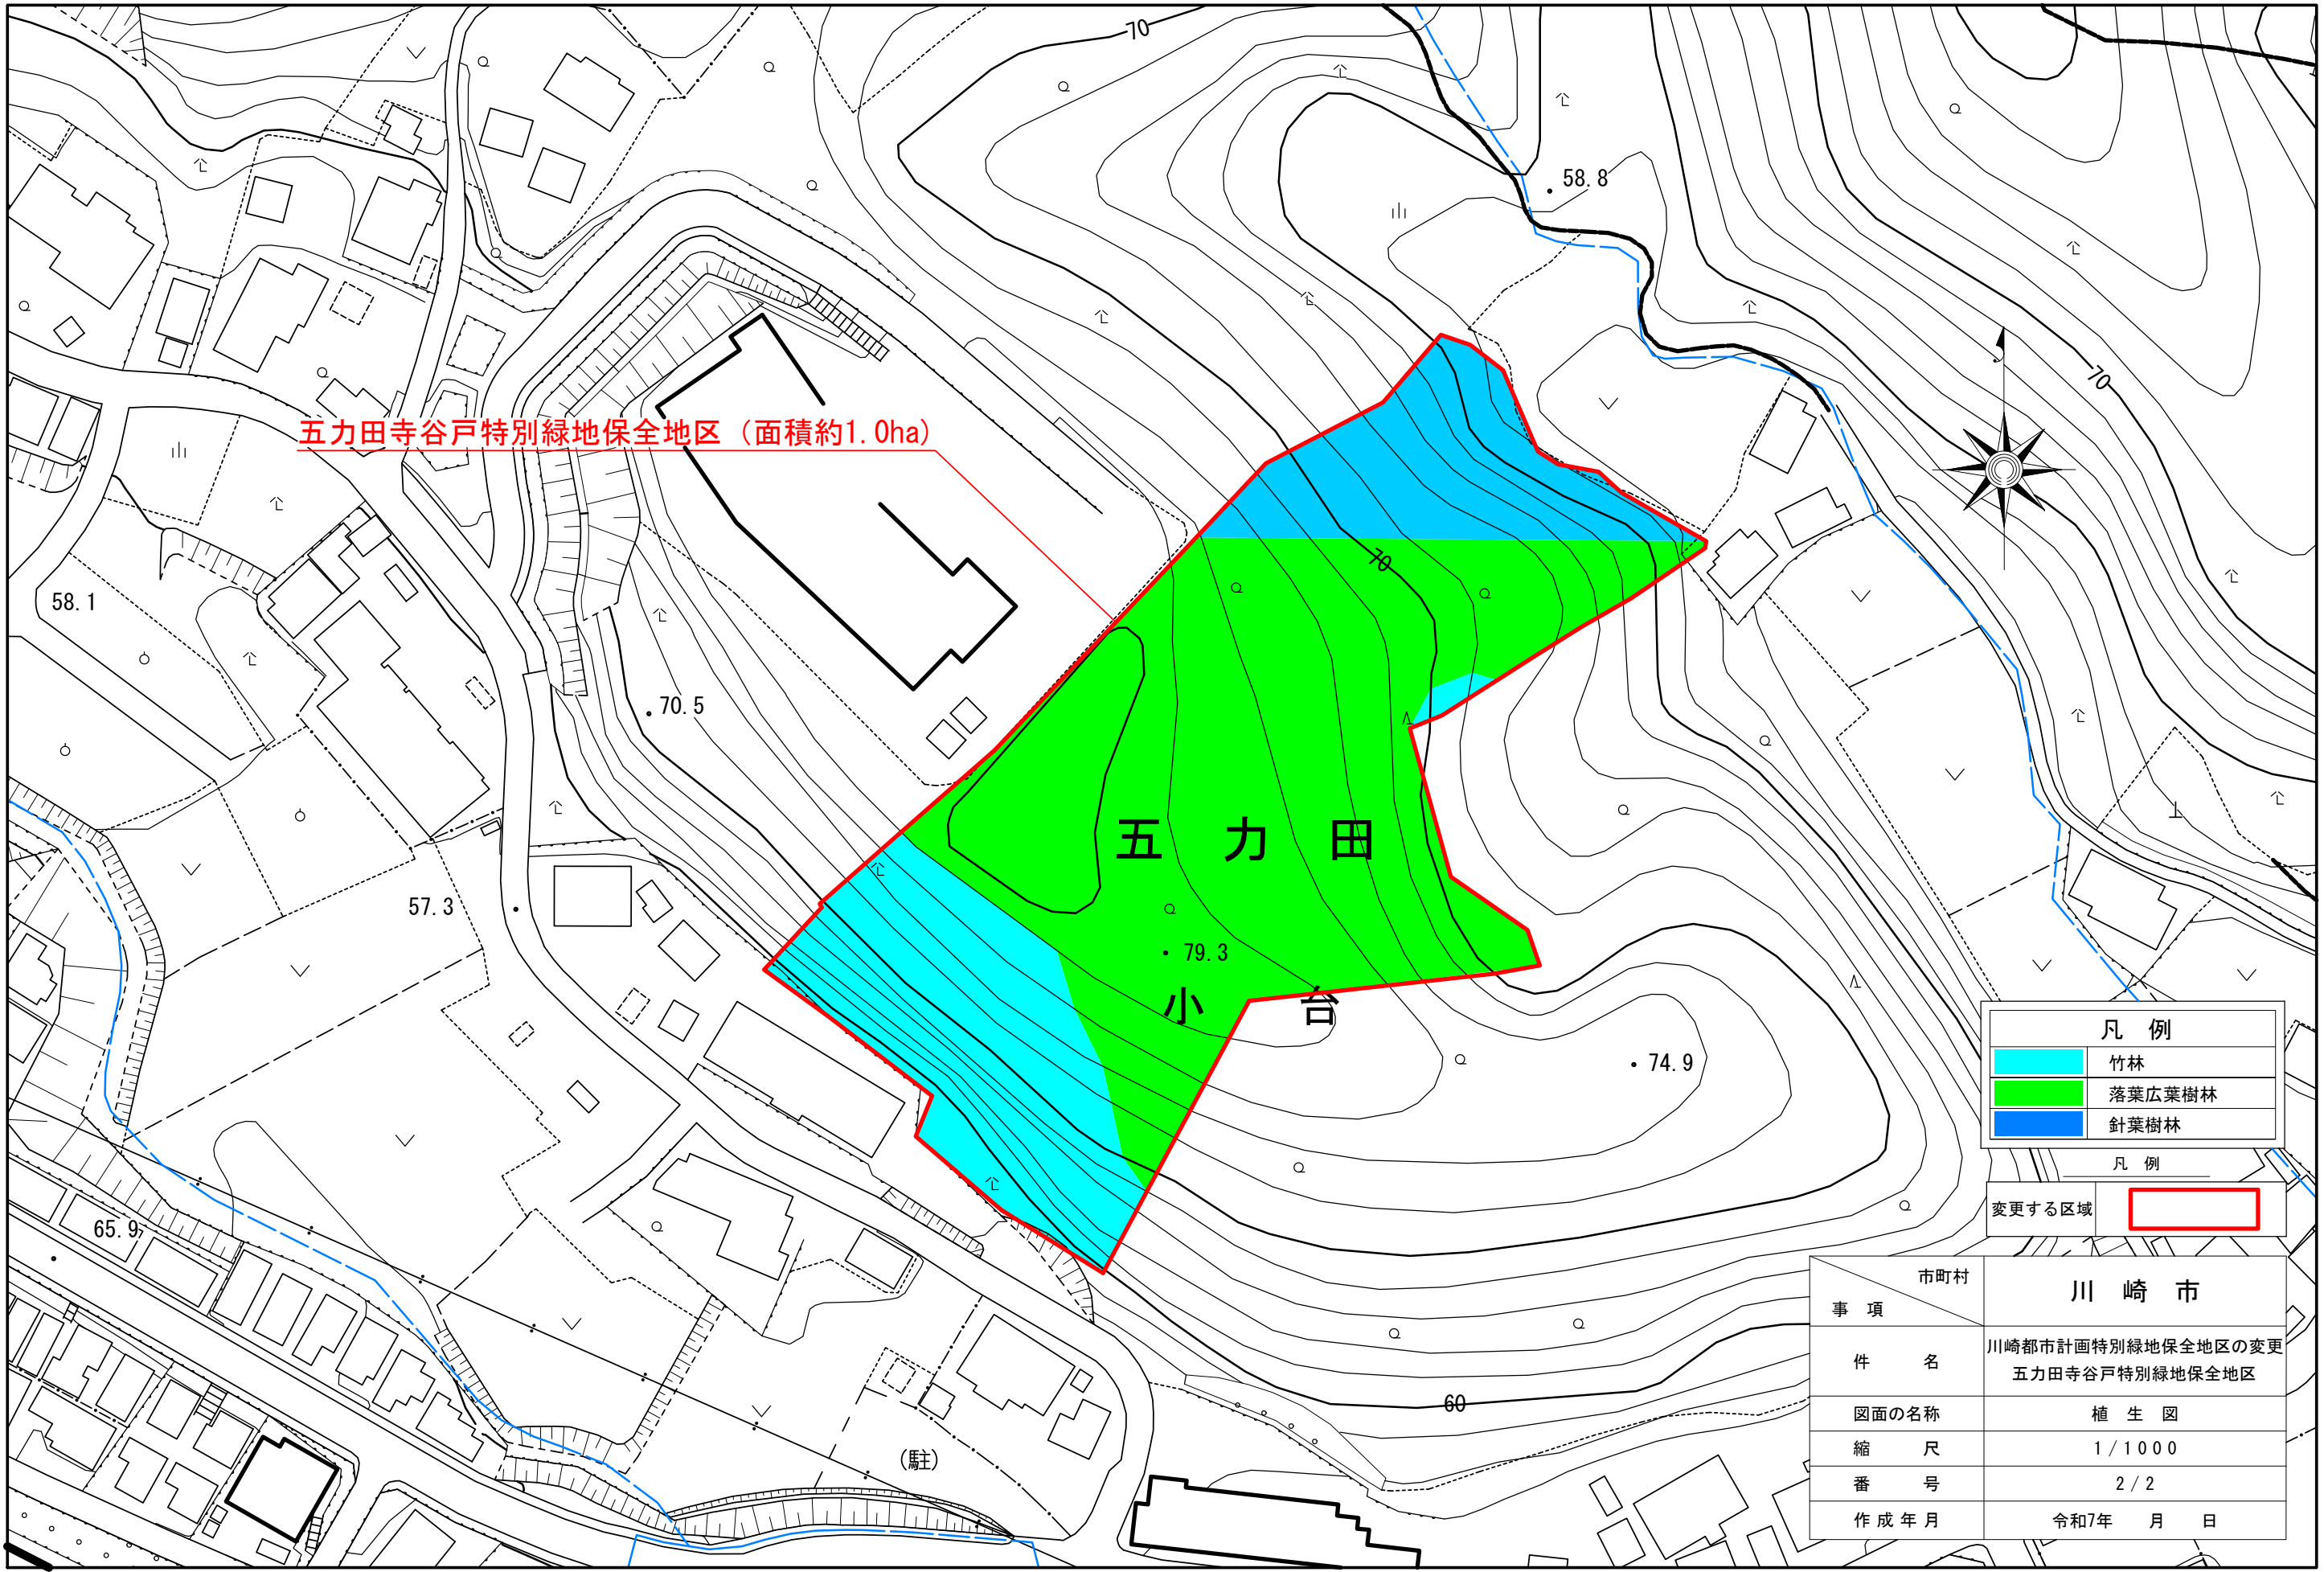 70
58.8
70
五力田寺谷戸特別緑地保全地区（面積約1.0ha）
70
58.1
70.5
五力田
57.3
79.3
小台
74.9
65.9
60
（駐）
凡　例
竹林
落葉広葉樹林
針葉樹林
凡　例
変更する区域
市町村
事　項
川　崎　市
件　　名
川崎都市計画特別緑地保全地区の変更
五力田寺谷戸特別緑地保全地区
図面の名称
植　生　図
縮　　尺
1/1000
番　　号
2/2
作成年月
令和7年　　月　　日